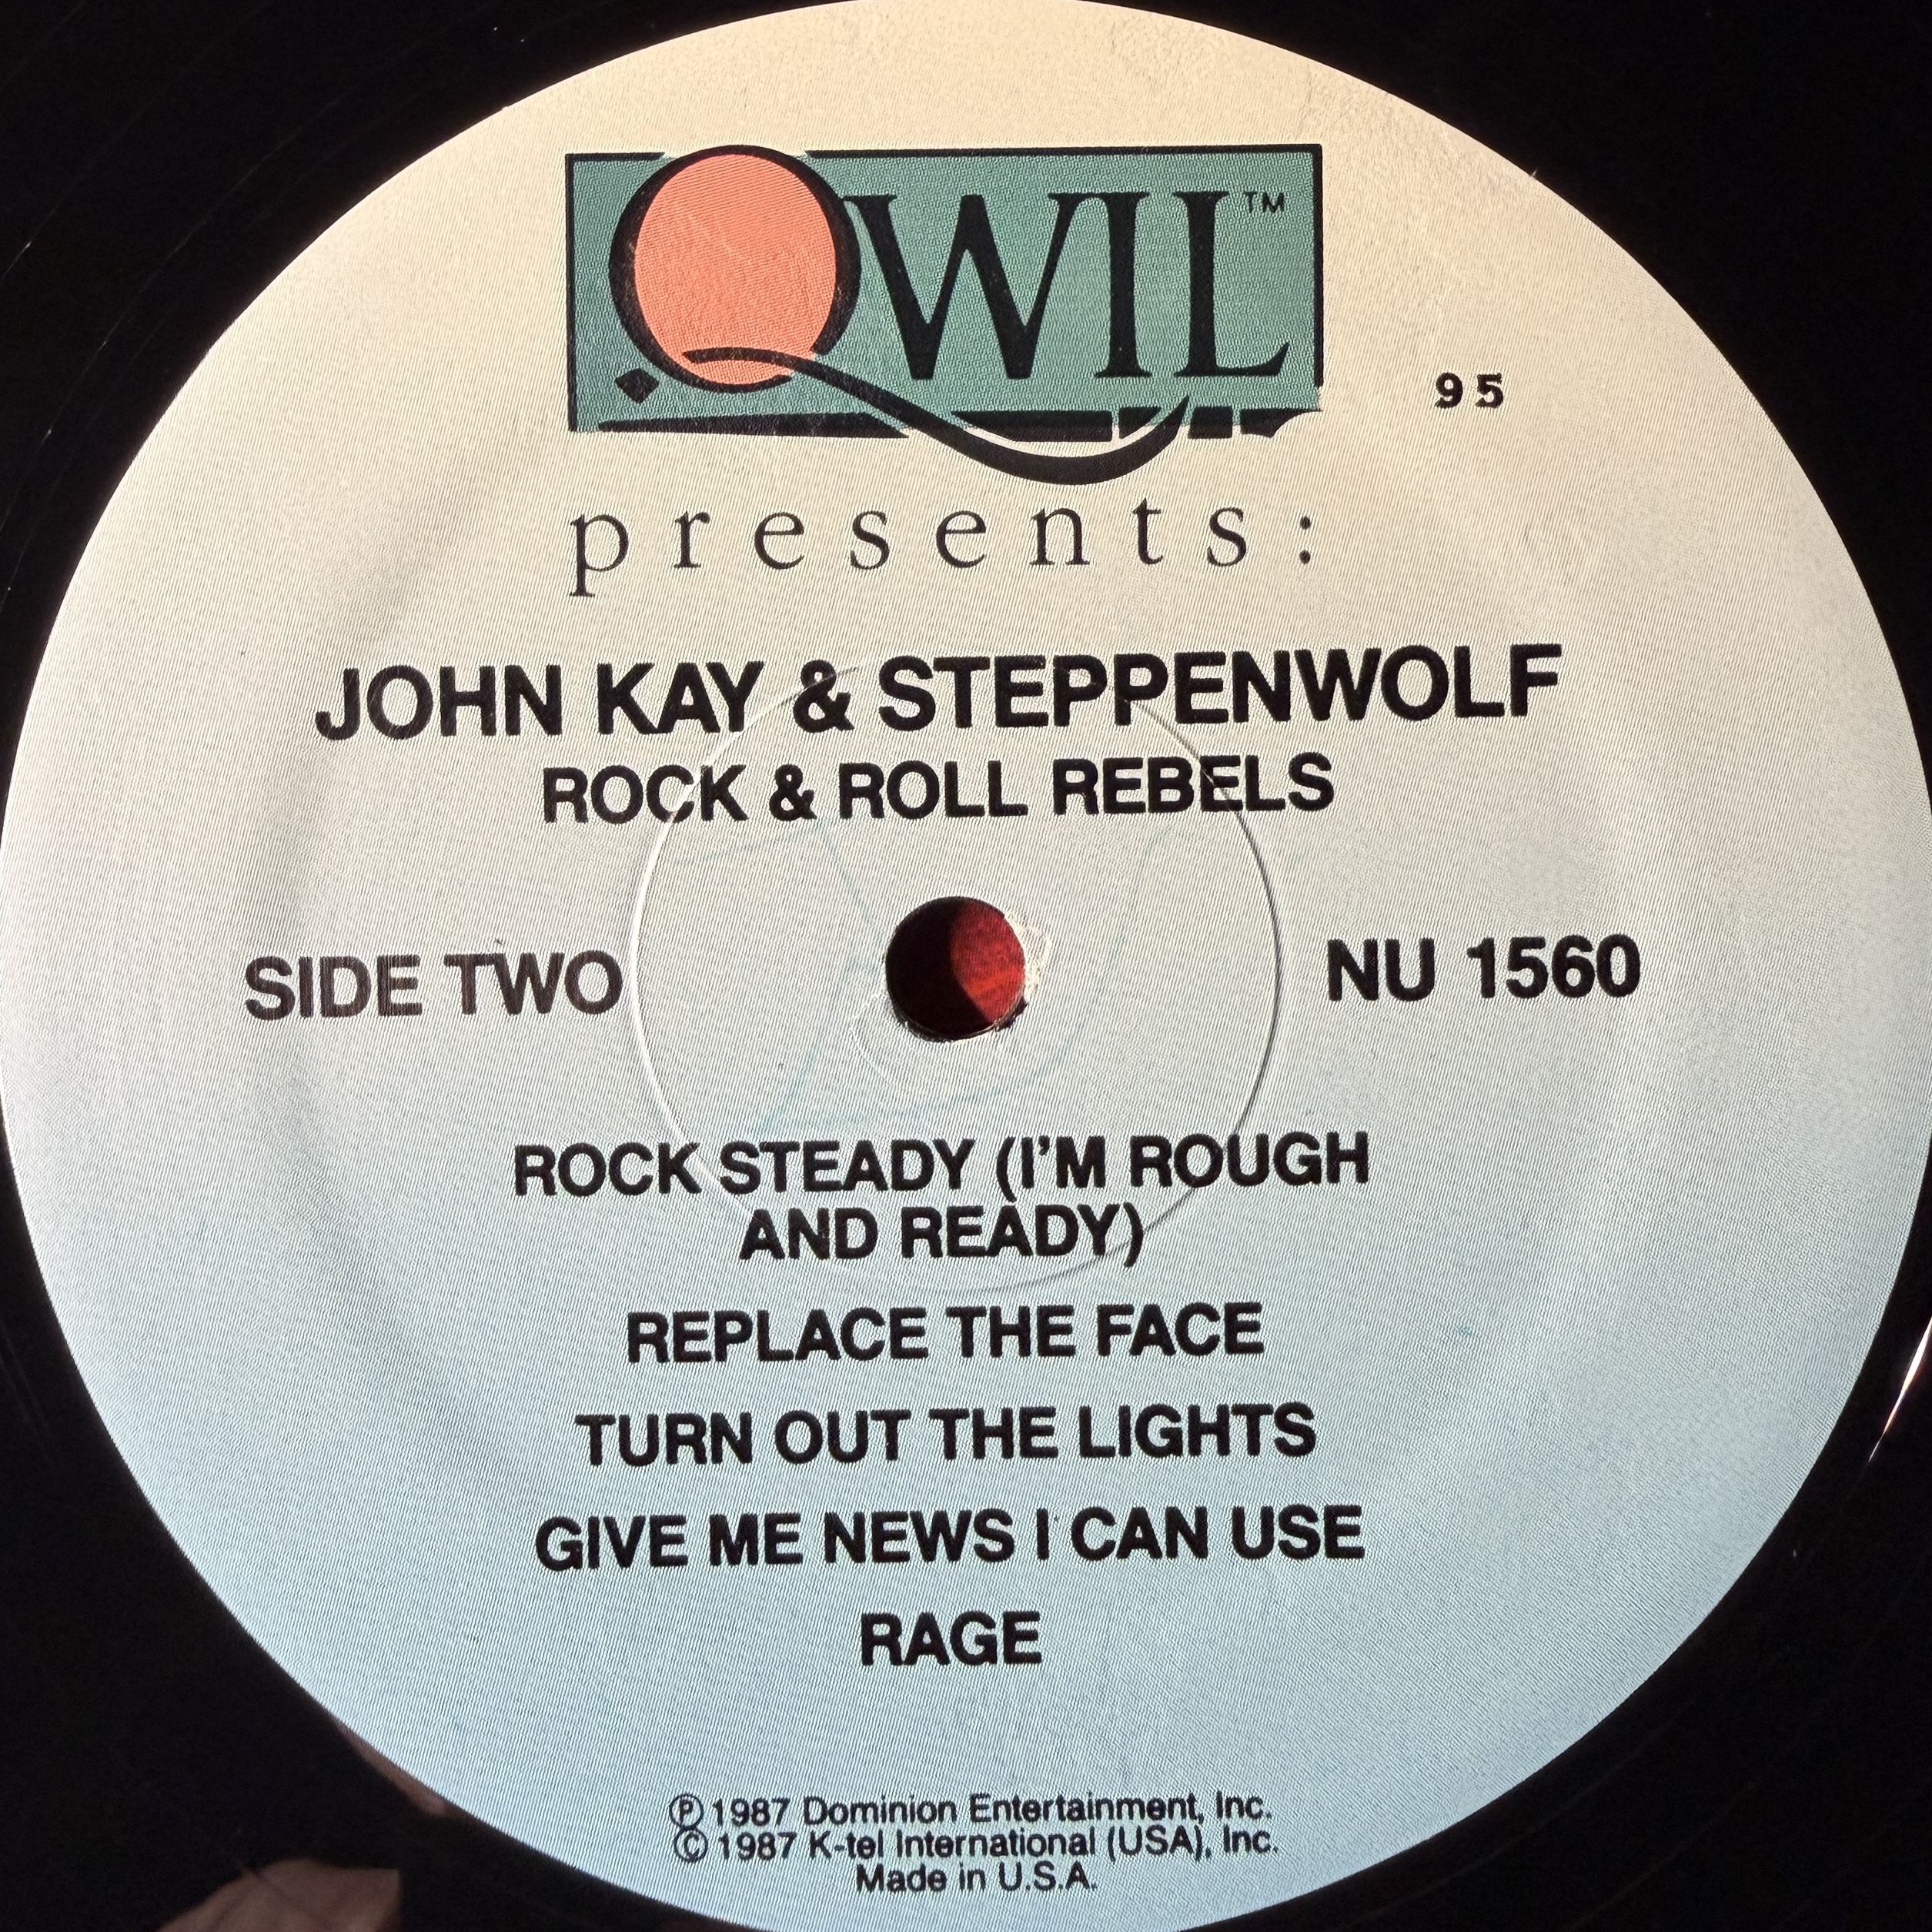 QWIL™
95
presents:
JOHN KAY & STEPPENWOLF
ROCK & ROLL REBELS
SIDE TWO
NU 1560
ROCK STEADY (I'M ROUGH
AND READY)
REPLACE THE FACE
TURN OUT THE LIGHTS
GIVE ME NEWS I CAN USE
RAGE
℗ 1987 Dominion Entertainment, Inc.
© 1987 K-tel International (USA), Inc.
Made in U.S.A.